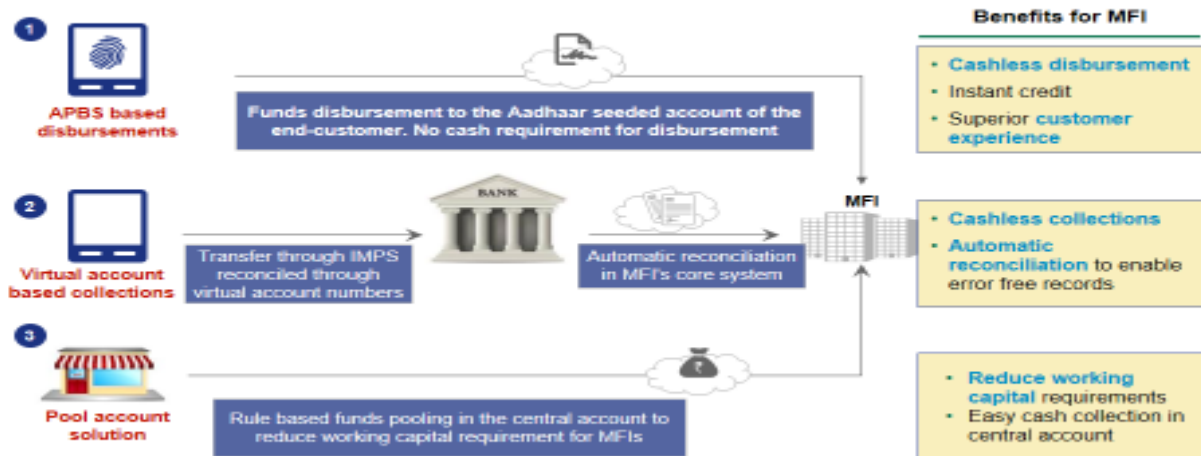 Benefits for MFI
1
APBS based
disbursements
Funds disbursement to the Aadhaar seeded account of the
end-customer. No cash requirement for disbursement
• Cashless disbursement
• Instant credit
• Superior customer
experience
2
Virtual account
based collections
Transfer through IMPS
reconciled through
virtual account numbers
BANK
Automatic reconciliation
in MFI's core system
MFI
• Cashless collections
• Automatic
reconciliation to enable
error free records
3
Pool account
solution
₹
Rule based funds pooling in the central account to
reduce working capital requirement for MFIs
• Reduce working
capital requirements
• Easy cash collection in
central account